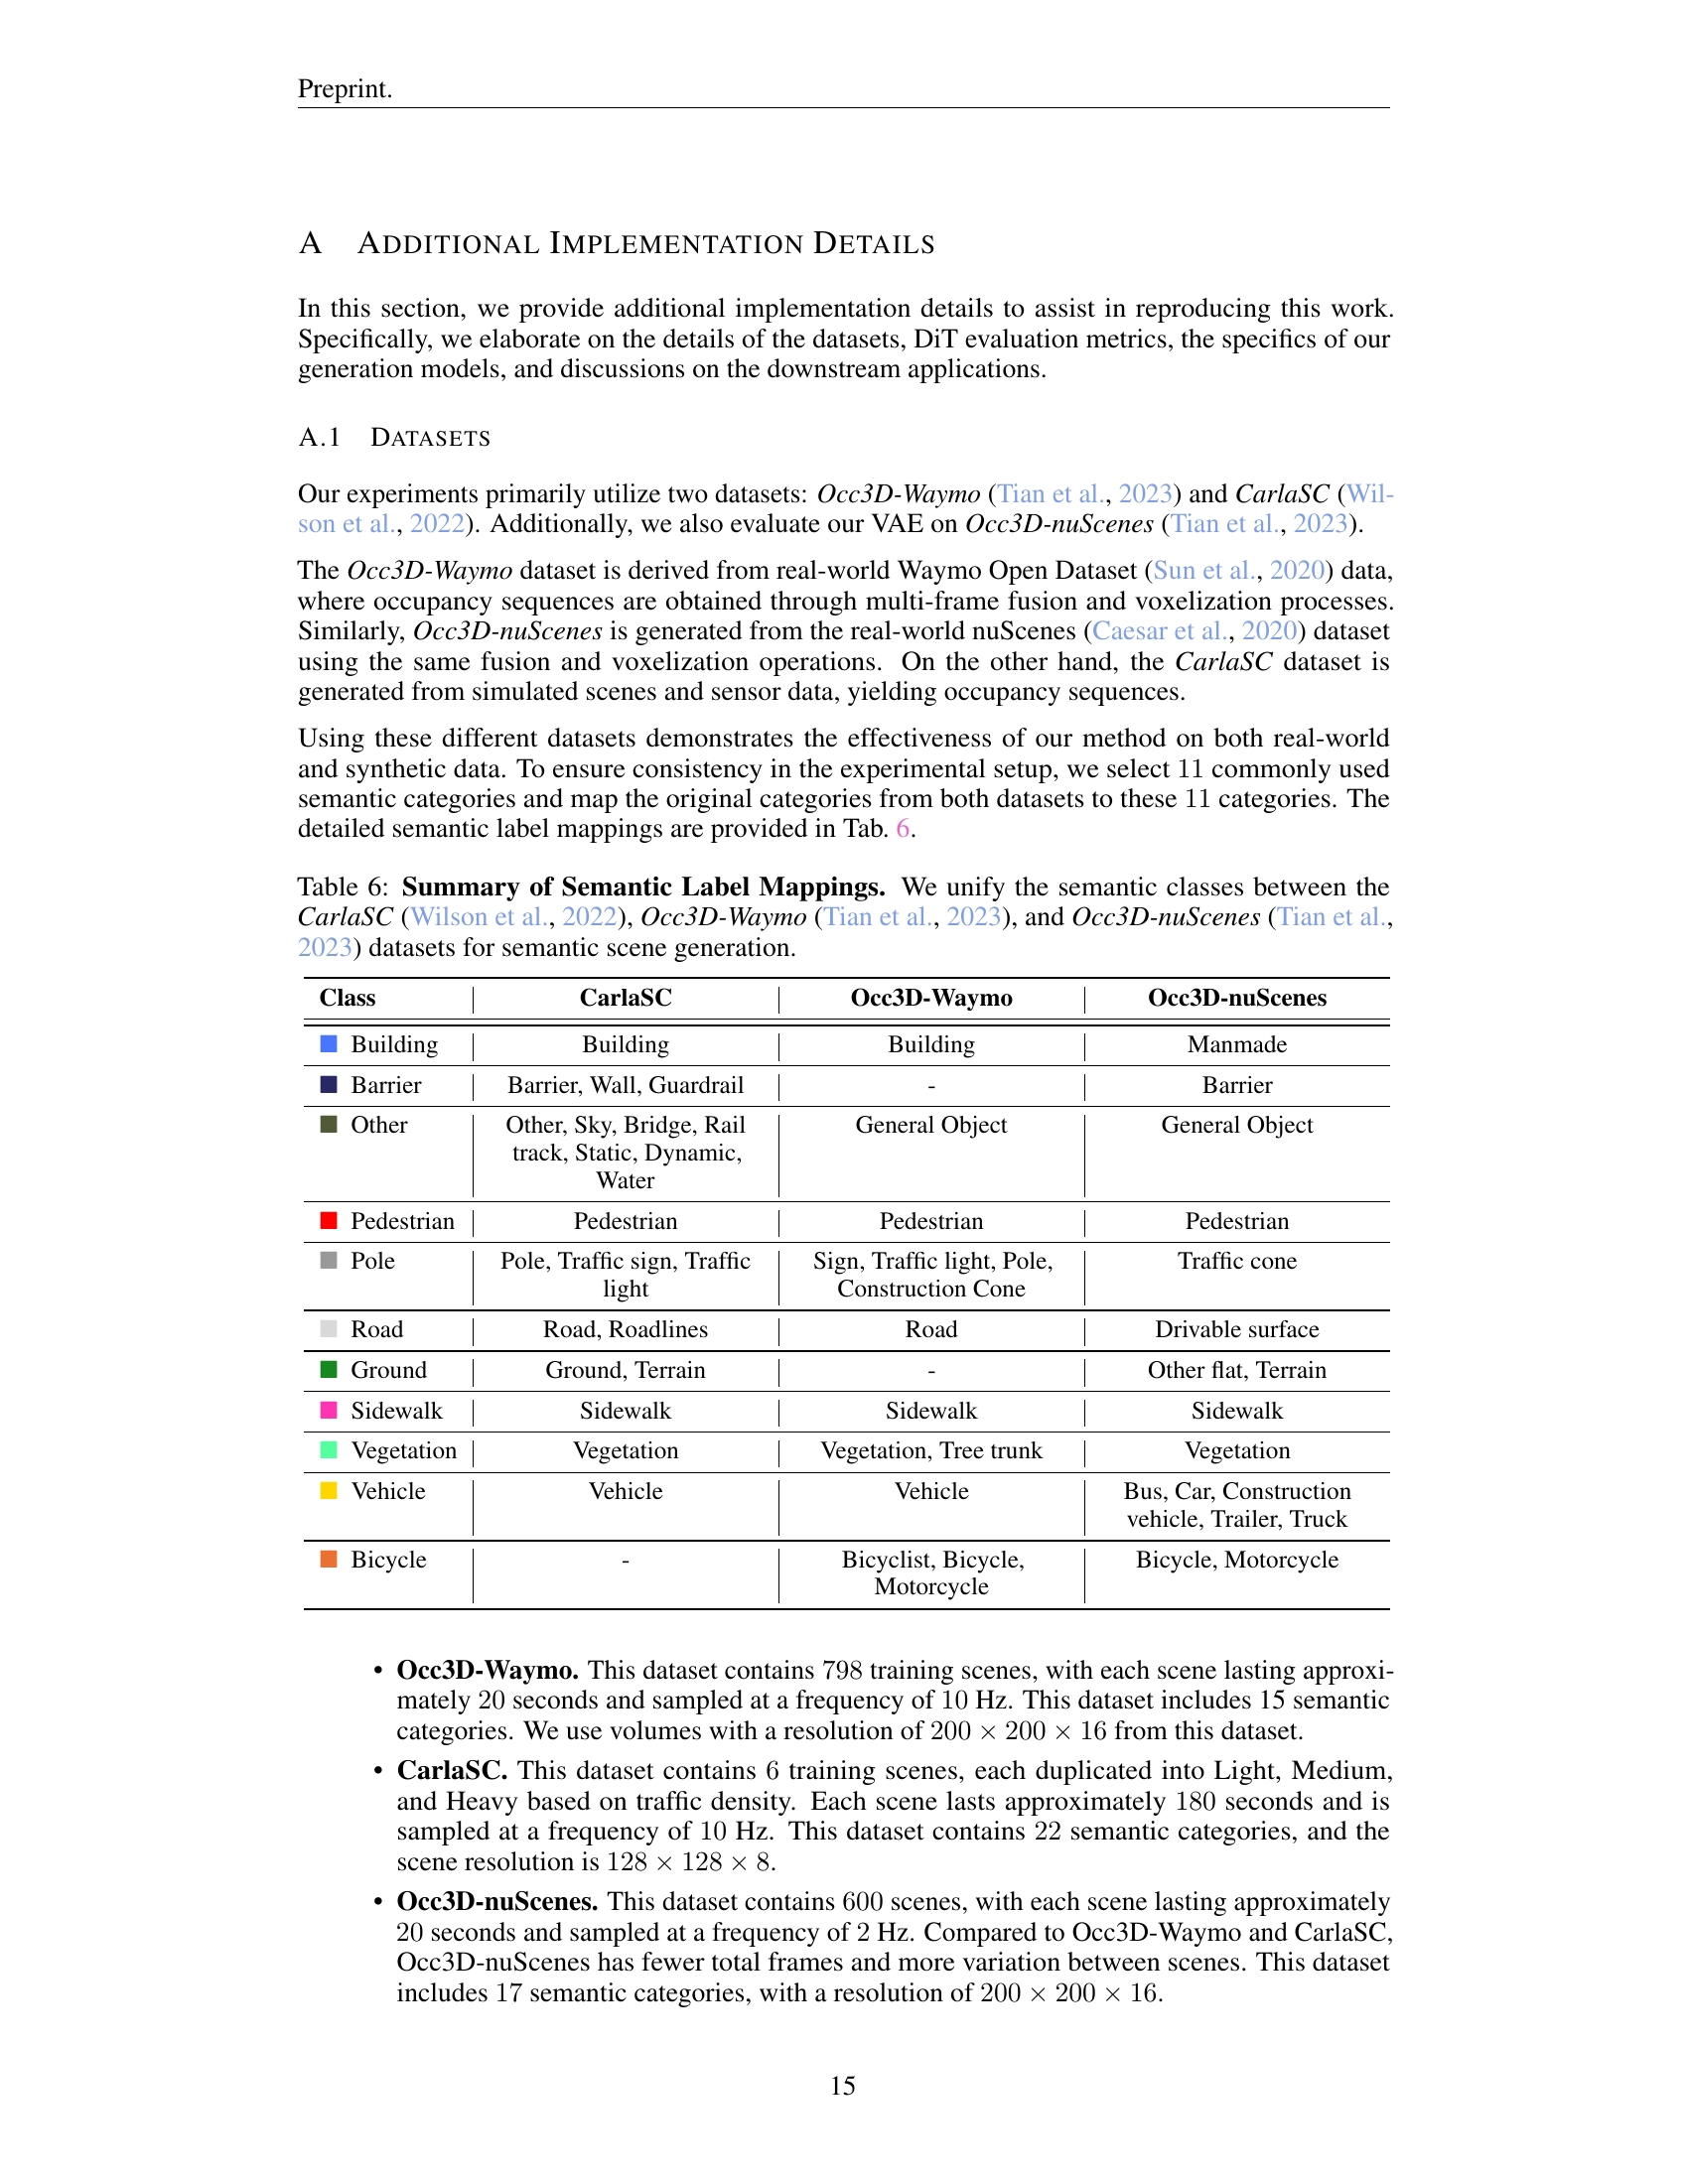 Preprint.
A ADDITIONAL IMPLEMENTATION DETAILS
In this section, we provide additional implementation details to assist in reproducing this work.
Specifically, we elaborate on the details of the datasets, DiT evaluation metrics, the specifics of our
generation models, and discussions on the downstream applications.
A.1 DATASETS
Our experiments primarily utilize two datasets: Occ3D-Waymo (Tian et al., 2023) and CarlaSC (Wil-
son et al., 2022). Additionally, we also evaluate our VAE on Occ3D-nuScenes (Tian et al., 2023).
The Occ3D-Waymo dataset is derived from real-world Waymo Open Dataset (Sun et al., 2020) data,
where occupancy sequences are obtained through multi-frame fusion and voxelization processes.
Similarly, Occ3D-nuScenes is generated from the real-world nuScenes (Caesar et al., 2020) dataset
using the same fusion and voxelization operations. On the other hand, the CarlaSC dataset is
generated from simulated scenes and sensor data, yielding occupancy sequences.
Using these different datasets demonstrates the effectiveness of our method on both real-world
and synthetic data. To ensure consistency in the experimental setup, we select 11 commonly used
semantic categories and map the original categories from both datasets to these 11 categories. The
detailed semantic label mappings are provided in Tab. 6.
Table 6: Summary of Semantic Label Mappings. We unify the semantic classes between the
CarlaSC (Wilson et al., 2022), Occ3D-Waymo (Tian et al., 2023), and Occ3D-nuScenes (Tian et al.,
2023) datasets for semantic scene generation.
Class CarlaSC Occ3D-Waymo Occ3D-nuScenes
Building Building Building Manmade
Barrier Barrier, Wall, Guardrail - Barrier
Other Other, Sky, Bridge, Rail General Object General Object
track, Static, Dynamic,
Water
Pedestrian Pedestrian Pedestrian Pedestrian
Pole Pole, Traffic sign, Traffic Sign, Traffic light, Pole, Traffic cone
light Construction Cone
Road Road, Roadlines Road Drivable surface
Ground Ground, Terrain - Other flat, Terrain
Sidewalk Sidewalk Sidewalk Sidewalk
Vegetation Vegetation Vegetation, Tree trunk Vegetation
Vehicle Vehicle Vehicle Bus, Car, Construction
vehicle, Trailer, Truck
Bicycle - Bicyclist, Bicycle, Bicycle, Motorcycle
Motorcycle
• Occ3D-Waymo. This dataset contains 798 training scenes, with each scene lasting approxi-
mately 20 seconds and sampled at a frequency of 10 Hz. This dataset includes 15 semantic
categories. We use volumes with a resolution of 200 × 200 × 16 from this dataset.
• CarlaSC. This dataset contains 6 training scenes, each duplicated into Light, Medium,
and Heavy based on traffic density. Each scene lasts approximately 180 seconds and is
sampled at a frequency of 10 Hz. This dataset contains 22 semantic categories, and the
scene resolution is 128 × 128 × 8.
• Occ3D-nuScenes. This dataset contains 600 scenes, with each scene lasting approximately
20 seconds and sampled at a frequency of 2 Hz. Compared to Occ3D-Waymo and CarlaSC,
Occ3D-nuScenes has fewer total frames and more variation between scenes. This dataset
includes 17 semantic categories, with a resolution of 200 × 200 × 16.
15